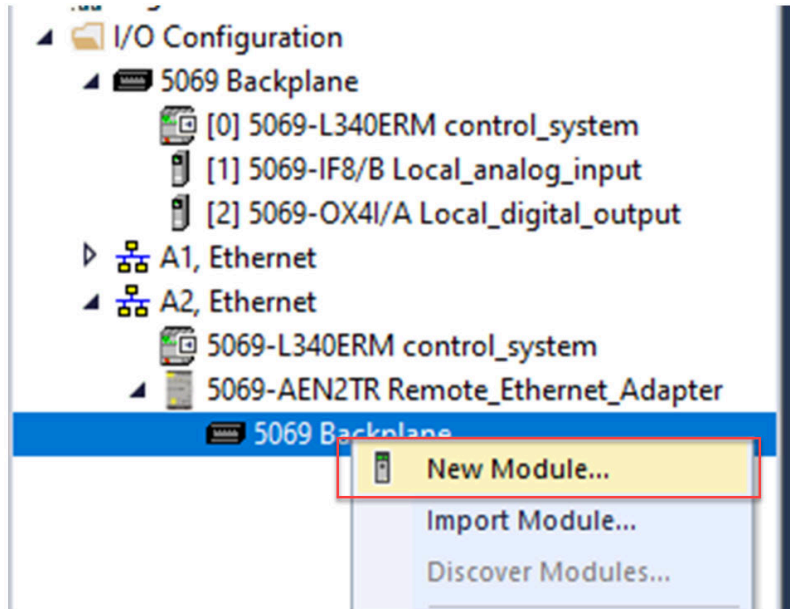 I/O Configuration
5069 Backplane
[0] 5069-L340ERM control_system
[1] 5069-IF8/B Local_analog_input
[2] 5069-OX4I/A Local_digital_output
A1, Ethernet
A2, Ethernet
5069-L340ERM control_system
5069-AEN2TR Remote_Ethernet_Adapter
5069 Backplane
New Module...
Import Module...
Discover Modules...